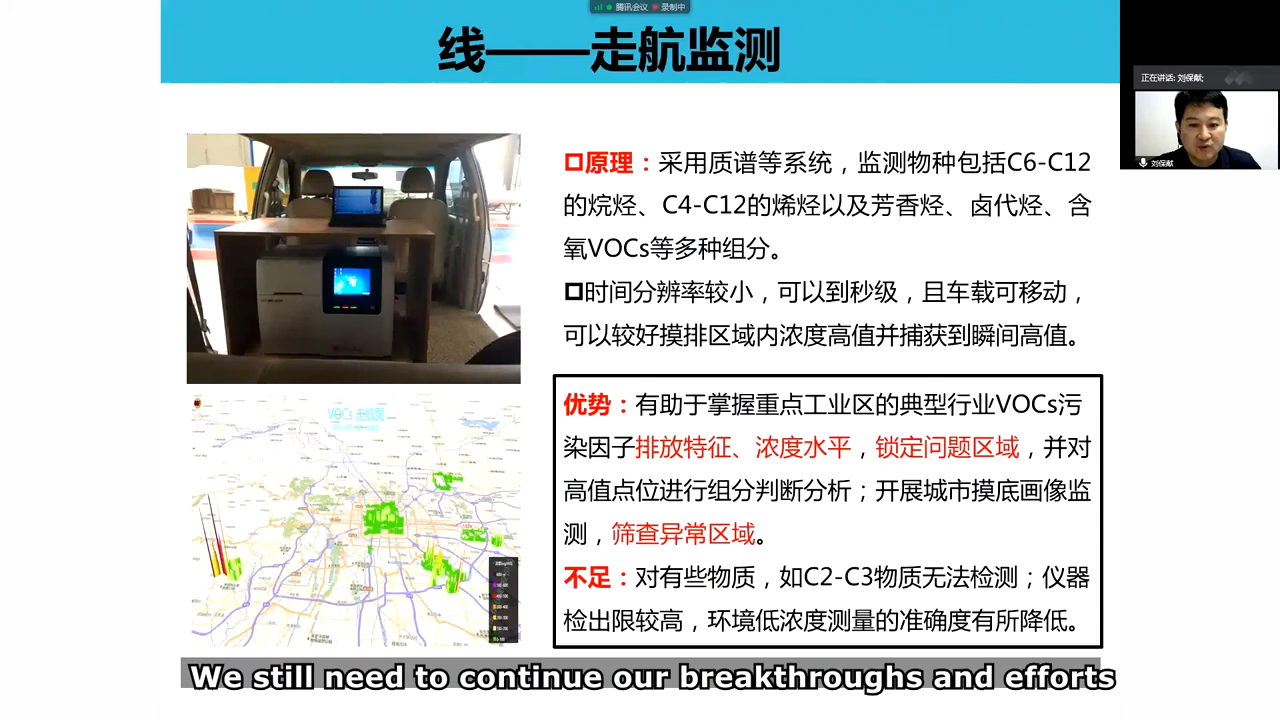 腾讯会议 录制中
线——走航监测
正在讲话: 刘保献;
刘保献
原理：采用质谱等系统，监测物种包括C6-C12
的烷烃、C4-C12的烯烃以及芳香烃、卤代烃、含
氧VOCs等多种组分。
时间分辨率较小，可以到秒级，且车载可移动，
可以较好摸排区域内浓度高值并捕获到瞬间高值。
VOCs 走航图
优势：有助于掌握重点工业区的典型行业VOCs污
染因子排放特征、浓度水平，锁定问题区域，并对
高值点位进行组分判断分析；开展城市摸底画像监
测，筛查异常区域。
不足：对有些物质，如C2-C3物质无法检测；仪器
检出限较高，环境低浓度测量的准确度有所降低。
We still need to continue our breakthroughs and efforts